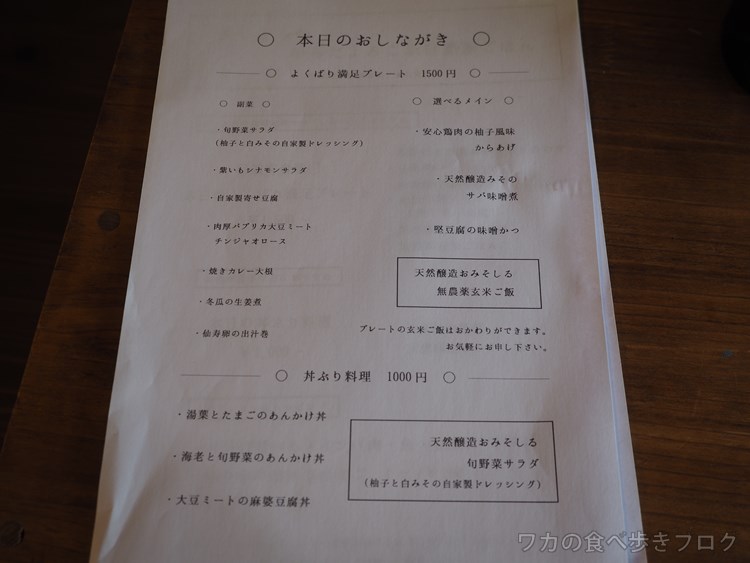 ○ 本日のおしながき ○
○ よくばり満足プレート 1500円 ○
○ 副菜 ○
・旬野菜サラダ
(柚子と白みその自家製ドレッシング)
・紫いもシナモンサラダ
・自家製寄せ豆腐
・肉厚パプリカ大豆ミート
チンジャオロース
・焼きカレー大根
・冬瓜の生姜煮
・仙寿卵の出汁巻
○ 選べるメイン ○
・安心鶏肉の柚子風味
からあげ
・天然醸造みその
サバ味噌煮
・堅豆腐の味噌かつ
天然醸造おみそしる
無農薬玄米ご飯
プレートの玄米ご飯はおかわりができます。
お気軽にお申し下さい。
○ 丼ぶり料理 1000円 ○
・湯葉とたまごのあんかけ丼
・海老と旬野菜のあんかけ丼
・大豆ミートの麻婆豆腐丼
天然醸造おみそしる
旬野菜サラダ
(柚子と白みその自家製ドレッシング)
ワカの食べ歩きブログ